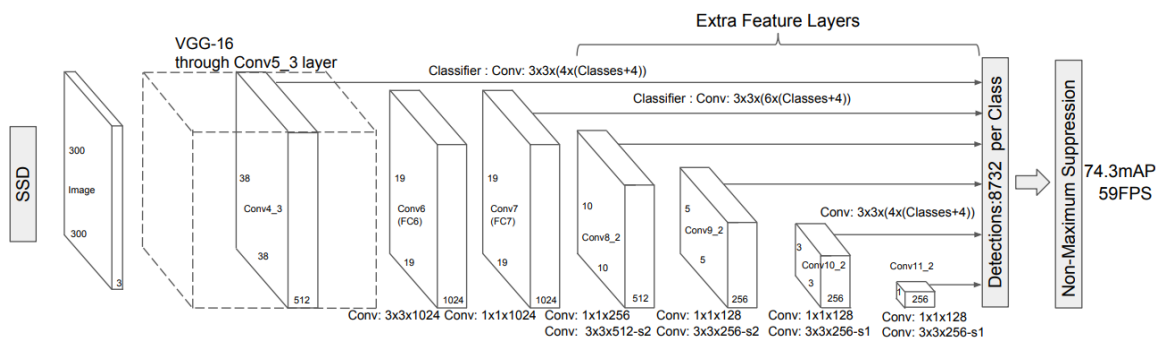 Extra Feature Layers
VGG-16
through Conv5_3 layer
Classifier : Conv: 3x3x(4x(Classes+4))
Classifier : Conv: 3x3x(6x(Classes+4))
SSD
300
Image
300
3
38
Conv4_3
38
512
19
Conv6
(FC6)
19
1024
19
Conv7
(FC7)
19
1024
10
Conv8_2
10
512
5
Conv9_2
5
256
Conv: 3x3x(4x(Classes+4))
3
Conv10_2
3
256
Conv11_2
1
256
Detections:8732 per Class
Non-Maximum Suppression
74.3mAP
59FPS
Conv: 3x3x1024
Conv: 1x1x1024
Conv: 1x1x256
Conv: 3x3x512-s2
Conv: 1x1x128
Conv: 3x3x256-s2
Conv: 1x1x128
Conv: 3x3x256-s1
Conv: 1x1x128
Conv: 3x3x256-s1